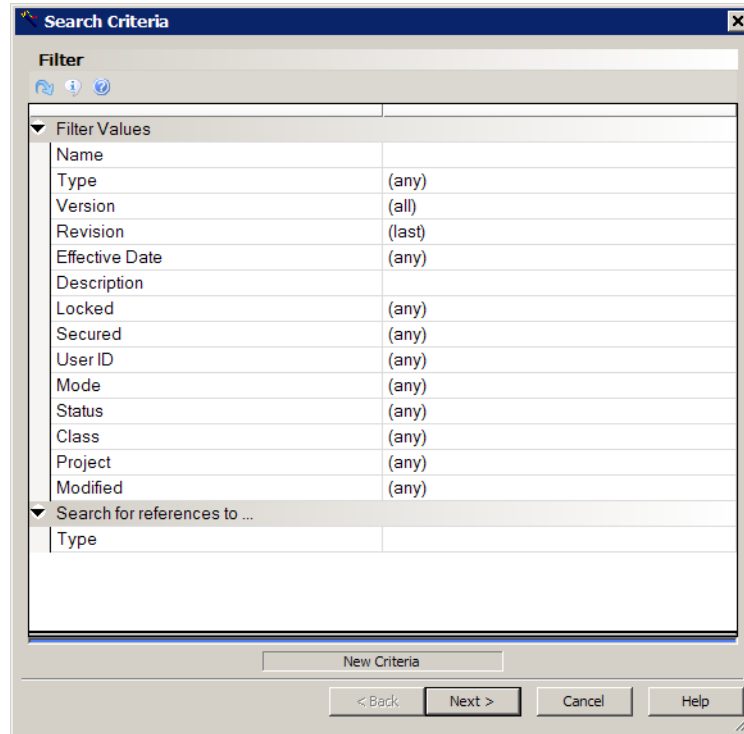 Search Criteria
Filter
Filter Values
Name
Type (any)
Version (all)
Revision (last)
Effective Date (any)
Description
Locked (any)
Secured (any)
User ID (any)
Mode (any)
Status (any)
Class (any)
Project (any)
Modified (any)
Search for references to ...
Type
New Criteria
< Back Next > Cancel Help